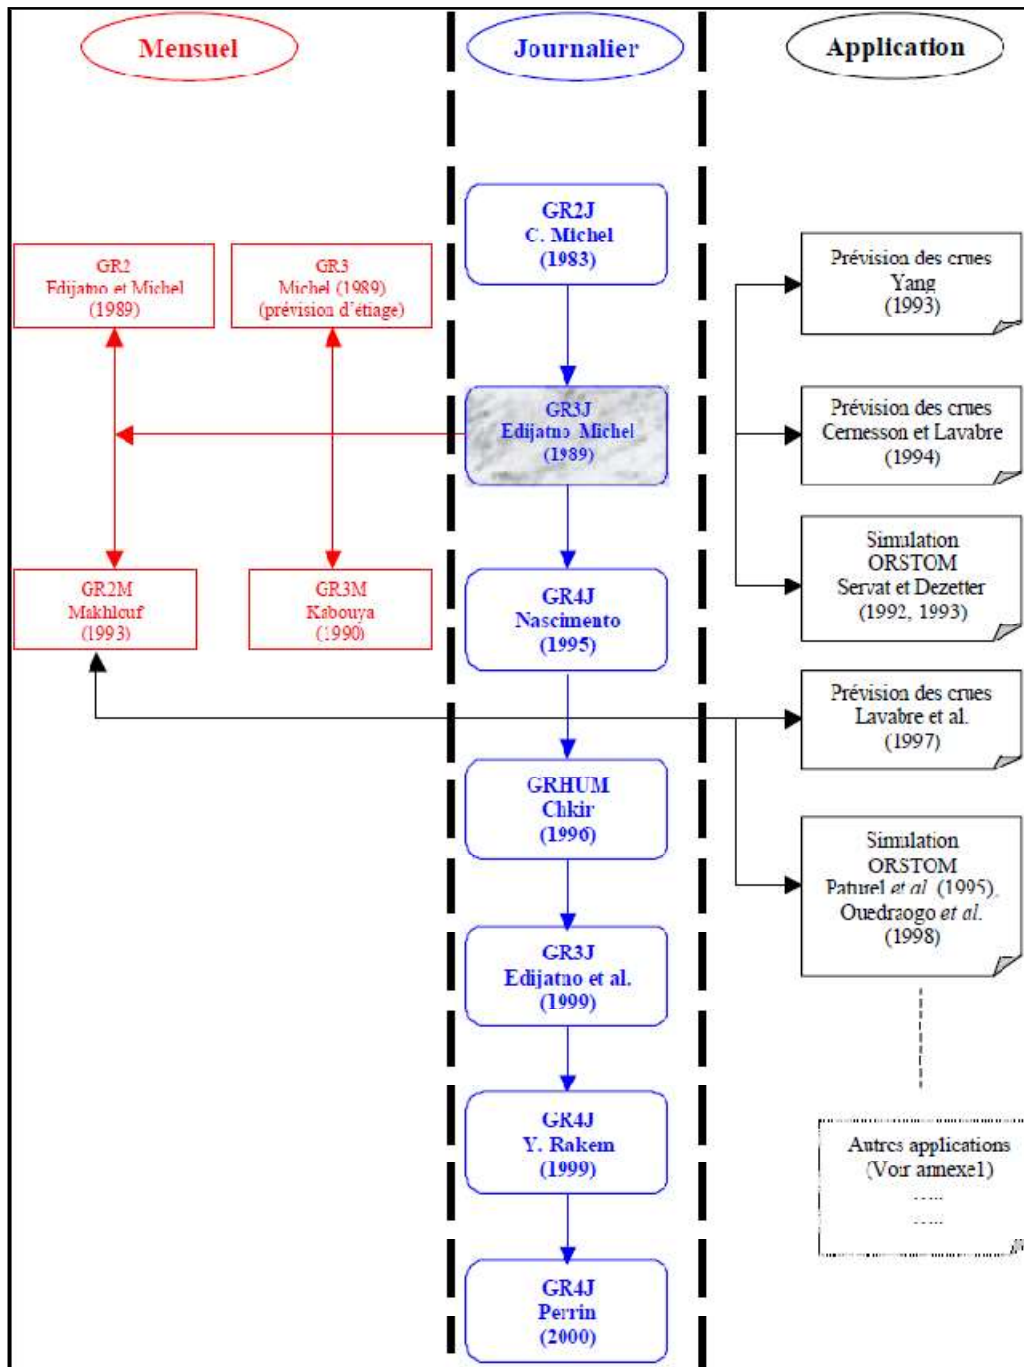 Mensuel
Journalier
Application
GR2J
C. Michel
(1983)
GR2
Edijatno et Michel
(1989)
GR3
Michel (1989)
(prévision d'étiage)
Prévision des crues
Yang
(1993)
GR3J
Edijatno Michel
(1989)
Prévision des crues
Cernesson et Lavabre
(1994)
GR2M
Makhlouf
(1993)
GR3M
Kabouya
(1990)
GR4J
Nascimento
(1995)
Simulation
ORSTOM
Servat et Dezetter
(1992, 1993)
Prévision des crues
Lavabre et al.
(1997)
GRHUM
Chkir
(1996)
Simulation
ORSTOM
Paturel et al. (1995),
Ouedraogo et al.
(1998)
GR3J
Edijatno et al.
(1999)
GR4J
Y. Rakem
(1999)
Autres applications
(Voir annexe1)
.....
.....
GR4J
Perrin
(2000)